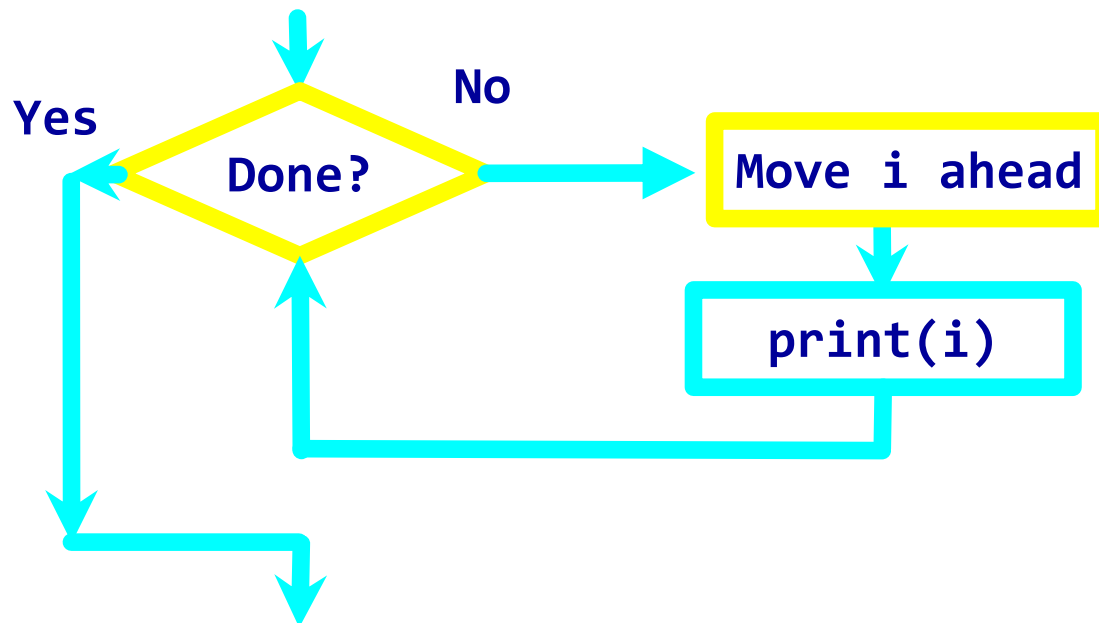 No
Yes
Done?
Move i ahead
print(i)